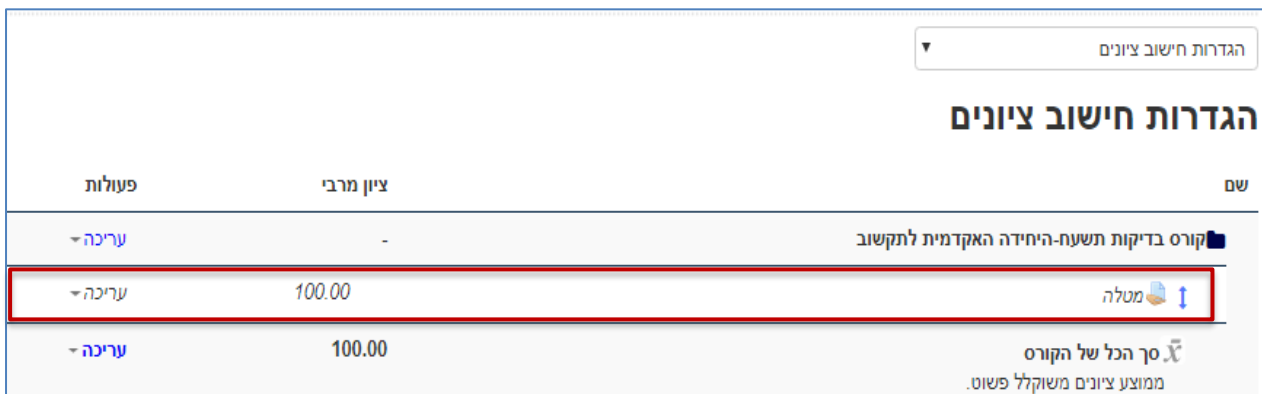 הגדרות חישוב ציונים
הגדרות חישוב ציונים
שם ציון מרבי פעולות
קורס בדיקות תשעח-היחידה האקדמית לתקשוב - עריכה
מטלה 100.00 עריכה
x̄ סך הכל של הקורס 100.00 עריכה
ממוצע ציונים משוקלל פשוט.